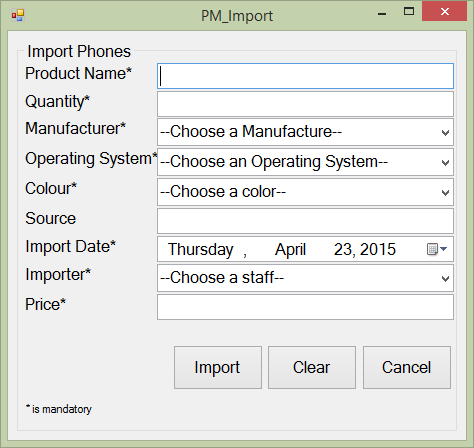 PM_Import
Import Phones
Product Name*
Quantity*
Manufacturer* --Choose a Manufacture--
Operating System* --Choose an Operating System--
Colour* --Choose a color--
Source
Import Date* Thursday , April 23, 2015
Importer* --Choose a staff--
Price*
Import Clear Cancel
* is mandatory